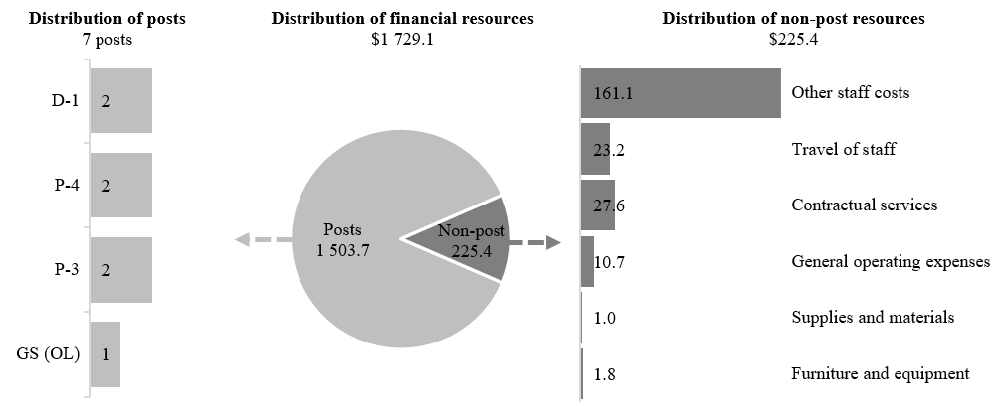 Distribution of posts
7 posts
D-1
2
P-4
2
P-3
2
GS (OL)
1
Distribution of financial resources
$1 729.1
Posts
1 503.7
Non-post
225.4
Distribution of non-post resources
$225.4
161.1
Other staff costs
23.2
Travel of staff
27.6
Contractual services
10.7
General operating expenses
1.0
Supplies and materials
1.8
Furniture and equipment